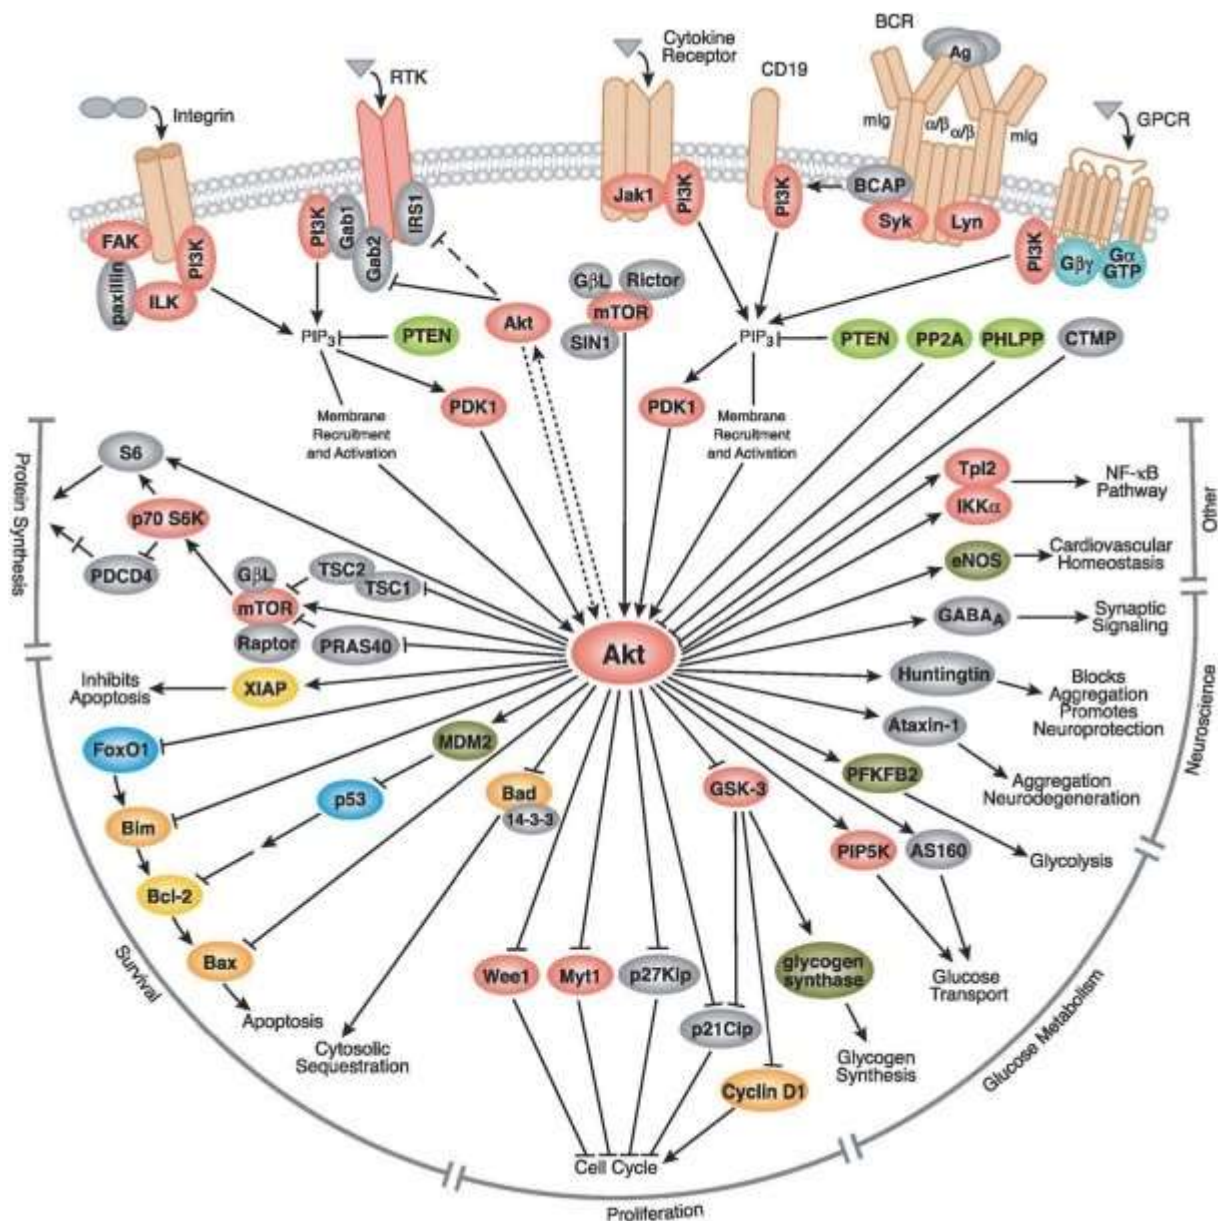 BCR
Cytokine
Receptor
Ag
CD19
RTK
Integrin
mIg
α/β
α/β
mIg
GPCR
BCAP
Jak1
PI3K
PI3K
Syk
Lyn
PI3K
Gab1
IRS1
Gab2
FAK
PI3K
paxillin
ILK
PI3K
Gβγ
Gα
GTP
GβL
Rictor
mTOR
SIN1
Akt
PIP3
PTEN
PIP3
PTEN
PP2A
PHLPP
CTMP
PDK1
PDK1
Membrane
Recruitment
and Activation
Membrane
Recruitment
and Activation
Protein Synthesis
S6
p70 S6K
PDCD4
GβL
mTOR
Raptor
TSC2
TSC1
PRAS40
Akt
Tpl2
IKKα
NF-κB
Pathway
Other
eNOS
Cardiovascular
Homeostasis
GABAA
Synaptic
Signaling
Huntingtin
Blocks
Aggregation
Promotes
Neuroprotection
Neuroscience
Ataxin-1
Aggregation
Neurodegeneration
Inhibits
Apoptosis
XIAP
FoxO1
MDM2
p53
Bim
Bcl-2
Bax
Apoptosis
Survival
Bad
14-3-3
Cytosolic
Sequestration
GSK-3
PFKFB2
Glycolysis
PIP5K
AS160
Glucose
Transport
Glucose Metabolism
glycogen
synthase
Glycogen
Synthesis
Wee1
Myt1
p27Kip
p21Cip
Cyclin D1
Cell Cycle
Proliferation